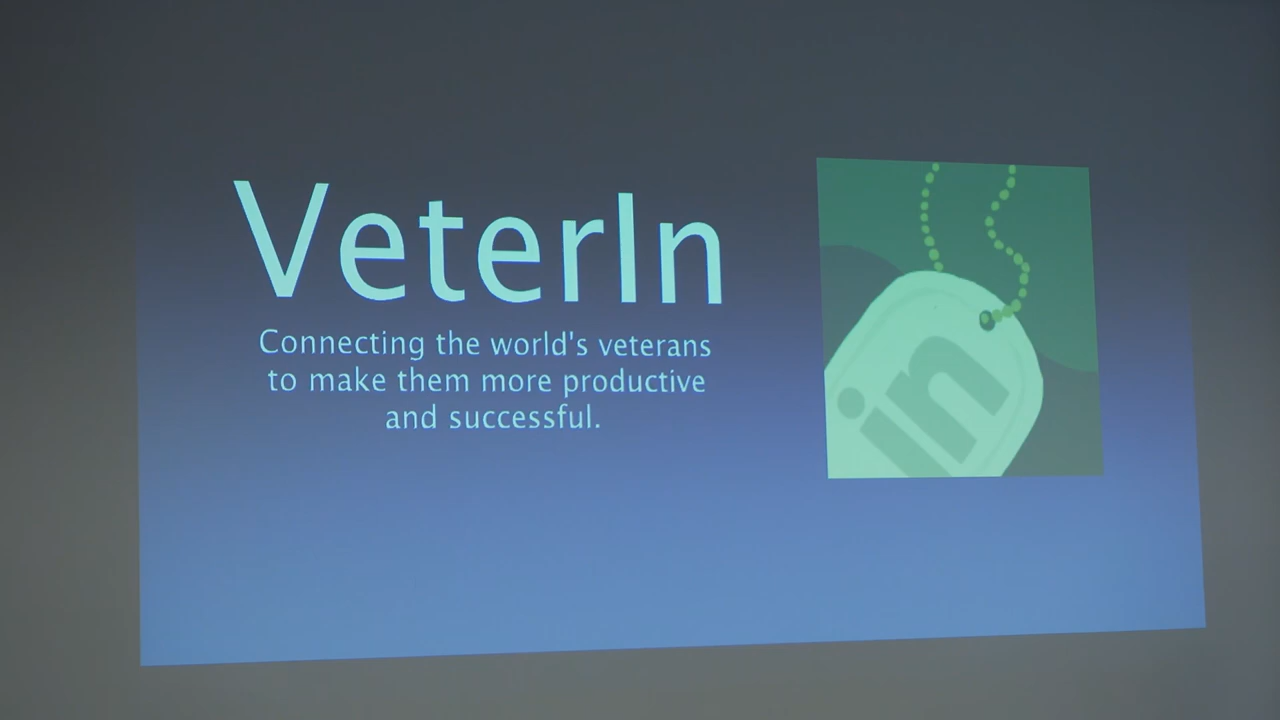 VeterIn
Connecting the world's veterans
to make them more productive
and successful.
in